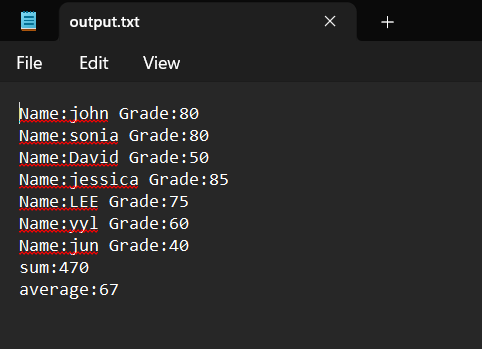 output.txt
File Edit View
Name:john Grade:80
Name:sonia Grade:80
Name:David Grade:50
Name:jessica Grade:85
Name:LEE Grade:75
Name:yyl Grade:60
Name:jun Grade:40
sum:470
average:67